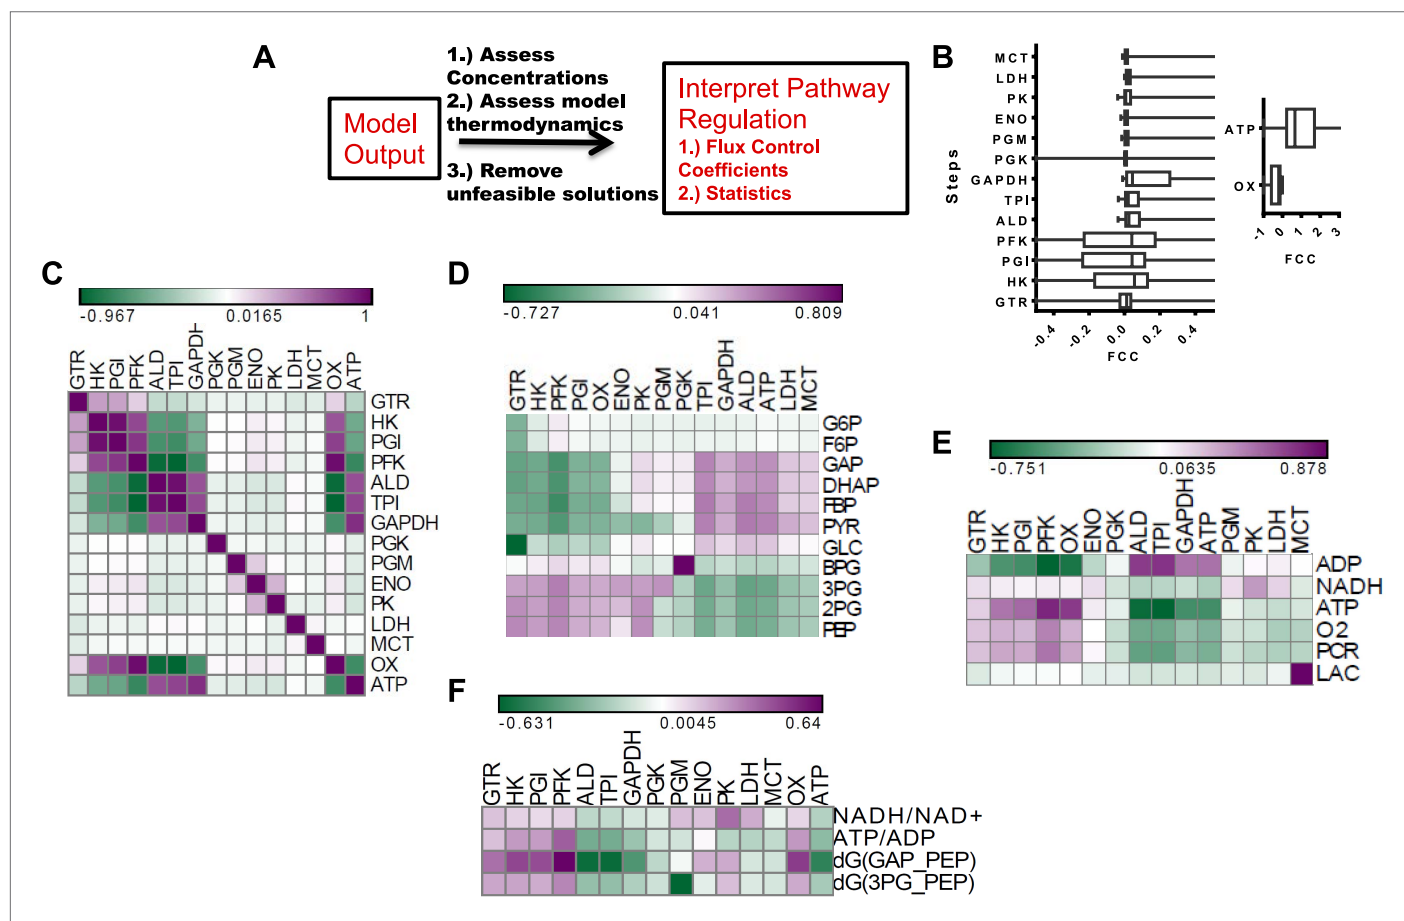 A
1.) Assess
Concentrations
2.) Assess model
thermodynamics
3.) Remove
unfeasible solutions
Model
Output
Interpret Pathway
Regulation
1.) Flux Control
Coefficients
2.) Statistics
B
Steps
MCT
LDH
PK
ENO
PGM
PGK
GAPDH
TPI
ALD
PFK
PGI
HK
GTR
-0.4 -0.2 0.0 0.2 0.4
FCC
ATP
OX
-1 0 1 2 3
FCC
C
-0.967 0.0165 1
GTR HK PGI PFK ALD TPI GAPDH PGK PGM ENO PK LDH MCT OX ATP
GTR
HK
PGI
PFK
ALD
TPI
GAPDH
PGK
PGM
ENO
PK
LDH
MCT
OX
ATP
D
-0.727 0.041 0.809
GTR HK PFK PGI OX ENO PK PGM PGK TPI GAPDH ALD ATP LDH MCT
G6P
F6P
GAP
DHAP
FBP
PYR
GLC
BPG
3PG
2PG
PEP
E
-0.751 0.0635 0.878
GTR HK PGI PFK OX ENO PGK ALD TPI GAPDH ATP PGM PK LDH MCT
ADP
NADH
ATP
O2
PCR
LAC
F
-0.631 0.0045 0.64
GTR HK PGI PFK ALD TPI GAPDH PGK PGM ENO PK LDH MCT OX ATP
NADH/NAD+
ATP/ADP
dG(GAP_PEP)
dG(3PG_PEP)